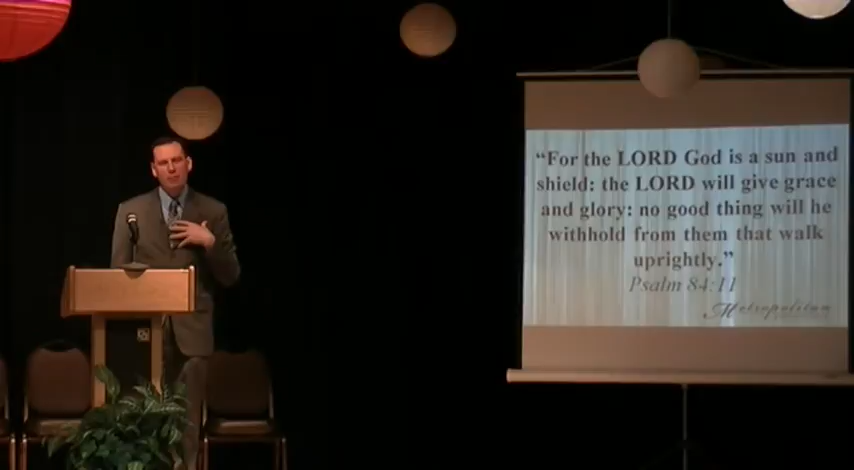 “For the LORD God is a sun and
shield: the LORD will give grace
and glory: no good thing will he
withhold from them that walk
uprightly.”
Psalm 84:11
Metropolitan